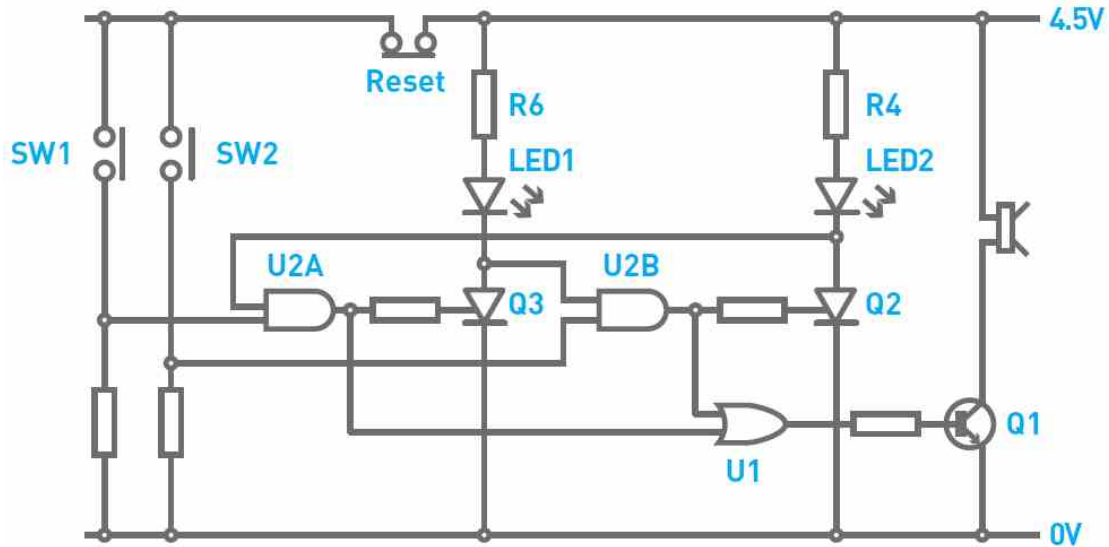 4.5V
Reset
R6
R4
SW1
SW2
LED1
LED2
U2A
U2B
Q3
Q2
Q1
U1
0V